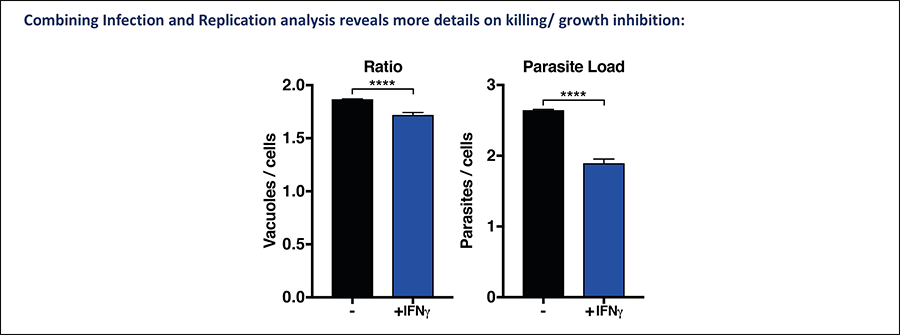 Combining Infection and Replication analysis reveals more details on killing/ growth inhibition:
Ratio
****
Vacuoles / cells
2.0
1.5
1.0
0.5
0.0
-
+IFNγ
Parasite Load
****
Parasites / cells
3
2
1
0
-
+IFNγ